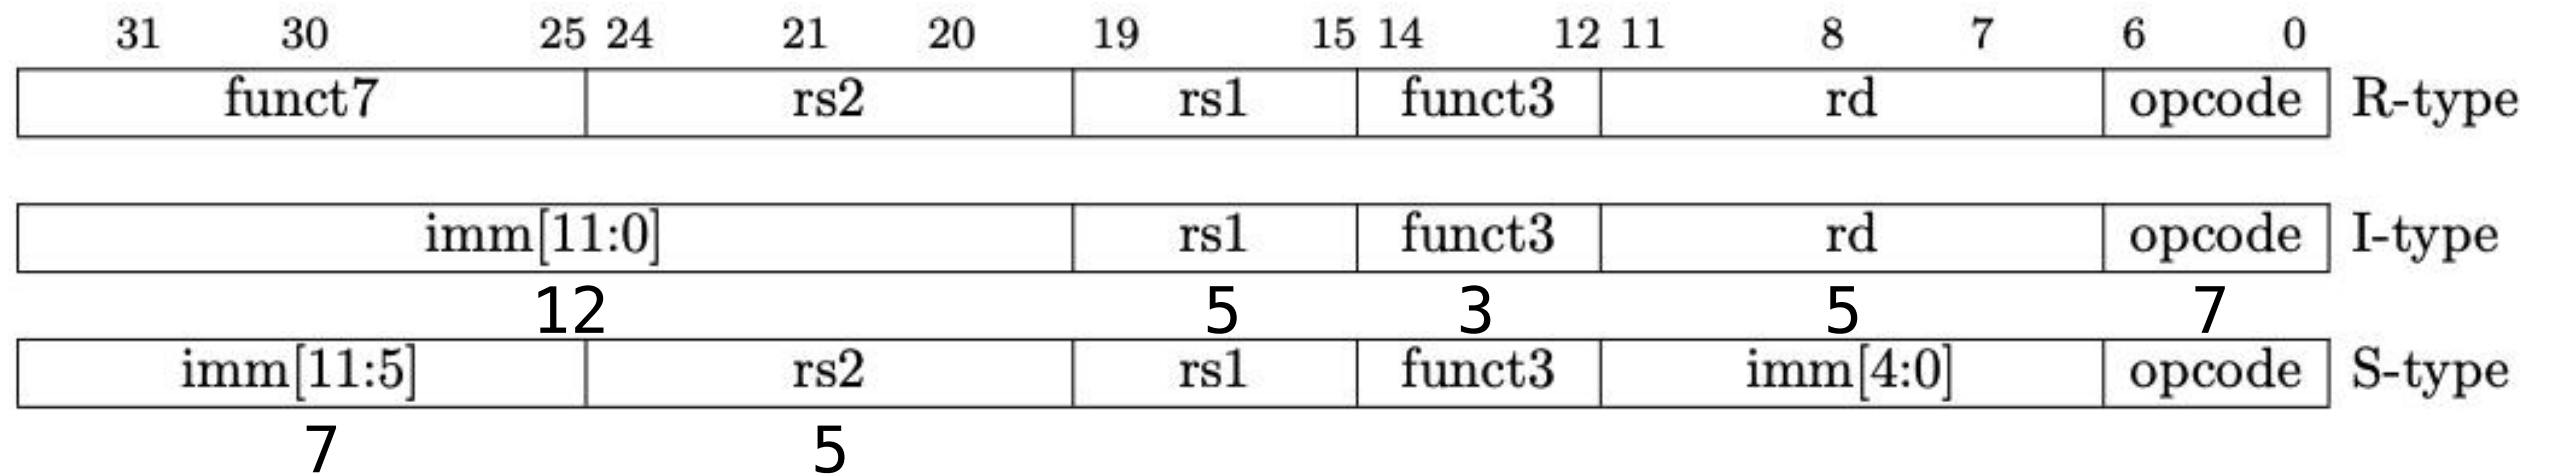 31 30 25 24 21 20 19 15 14 12 11 8 7 6 0
funct7 rs2 rs1 funct3 rd opcode R-type
imm[11:0] rs1 funct3 rd opcode I-type
12 5 3 5 7
imm[11:5] rs2 rs1 funct3 imm[4:0] opcode S-type
7 5